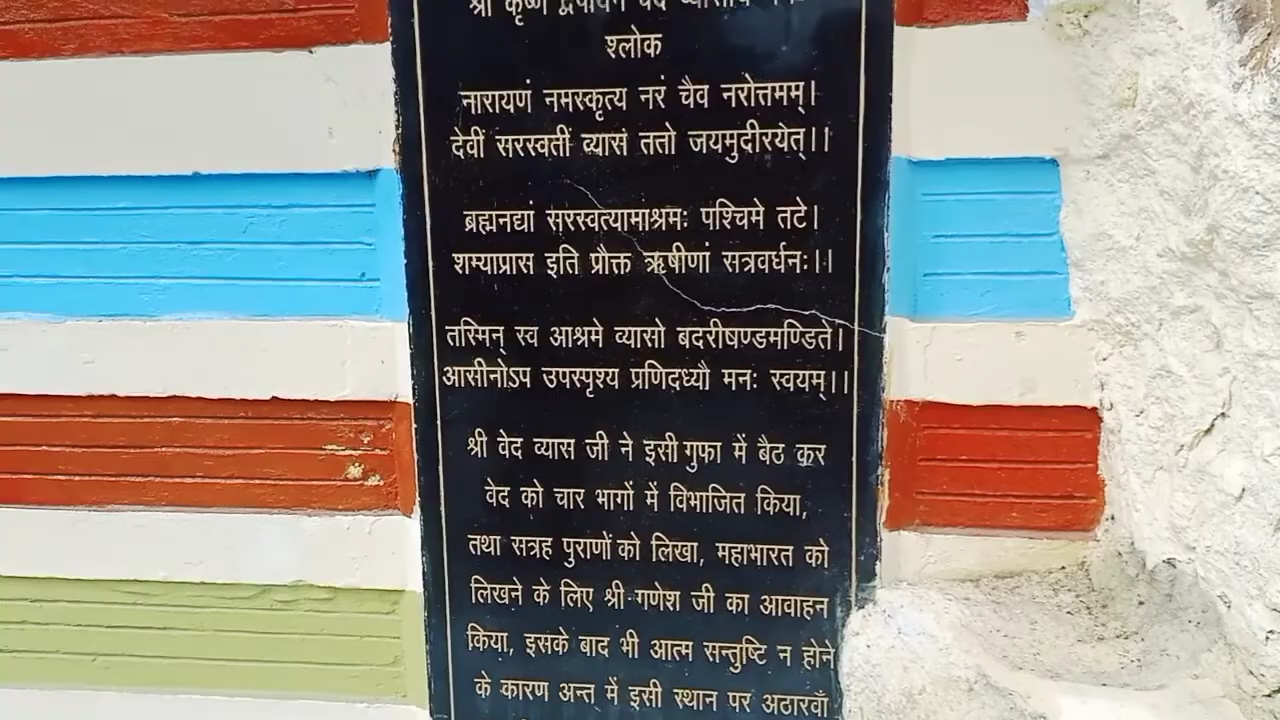 श्री कृष्ण
श्लोक
नारायणं नमस्कृत्य नरं चैव नरोत्तमम्।
देवीं सरस्वतीं व्यासं ततो जयमुदीरयेत्।।
ब्रह्मनद्यां सरस्वत्यामाश्रमः पश्चिमे तटे।
शम्याप्रास इति प्रौक्त ऋषीणां सत्रवर्धनः।।
तस्मिन् स्व आश्रमे व्यासो बदरीषण्डमण्डिते।
आसीनोऽप उपस्पृश्य प्रणिदध्यौ मनः स्वयम्।।
श्री वेद व्यास जी ने इसी गुफा में बैठ कर
वेद को चार भागों में विभाजित किया,
तथा सत्रह पुराणों को लिखा, महाभारत को
लिखने के लिए श्री गणेश जी का आवाहन
किया, इसके बाद भी आत्म सन्तुष्टि न होने
के कारण अन्त में इसी स्थान पर अठारवाँ